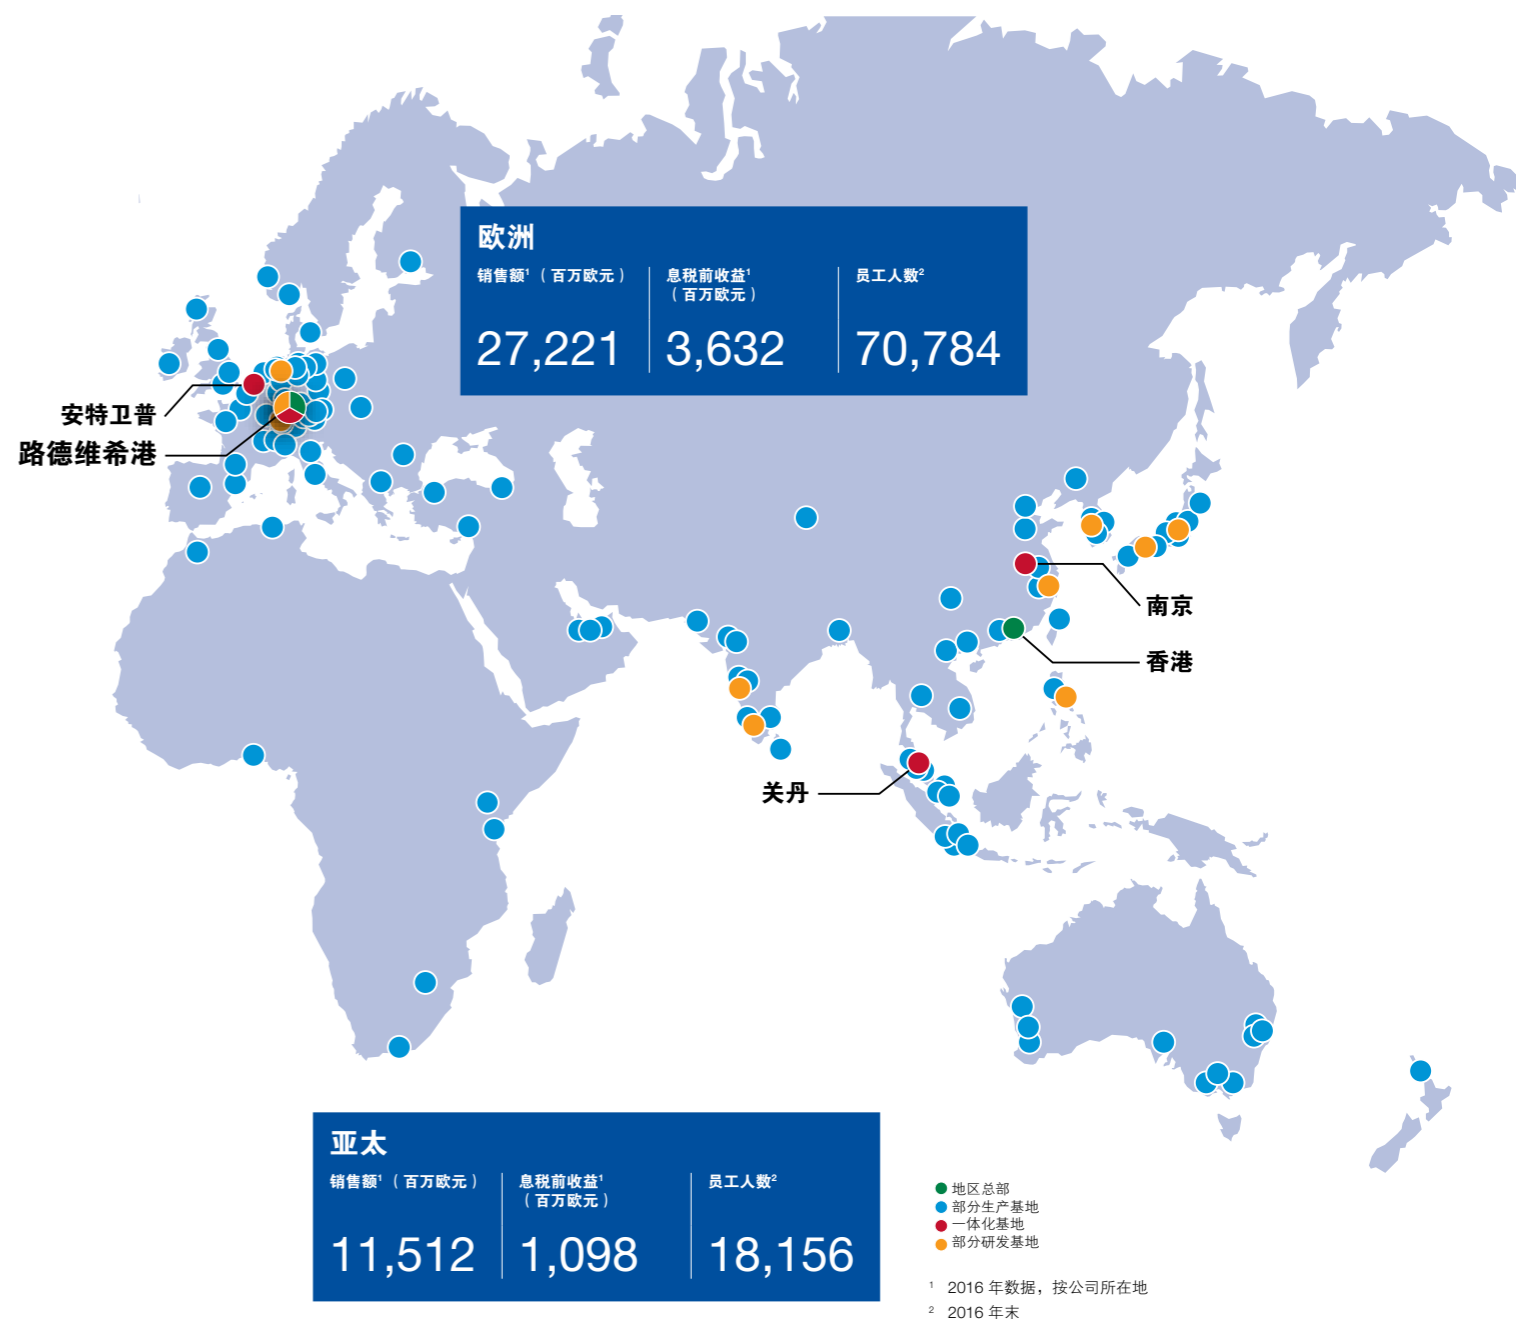 欧洲
销售额¹（百万欧元） 息税前收益¹ 员工人数²
（百万欧元）
27,221 3,632 70,784
安特卫普
路德维希港
南京
香港
关丹
亚太
销售额¹（百万欧元） 息税前收益¹ 员工人数²
（百万欧元）
11,512 1,098 18,156
地区总部
部分生产基地
一体化基地
部分研发基地
¹ 2016 年数据，按公司所在地
² 2016 年末